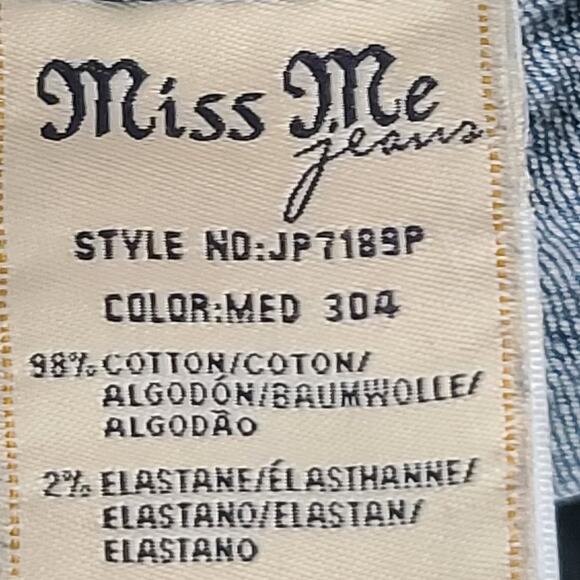 Miss Me
jeans
STYLE NO:JP7189P
COLOR:MED 304
98% COTTON/COTON/
ALGODÓN/BAUMWOLLE/
ALGODÃO
2% ELASTANE/ÉLASTHANNE/
ELASTANO/ELASTAN/
ELASTANO